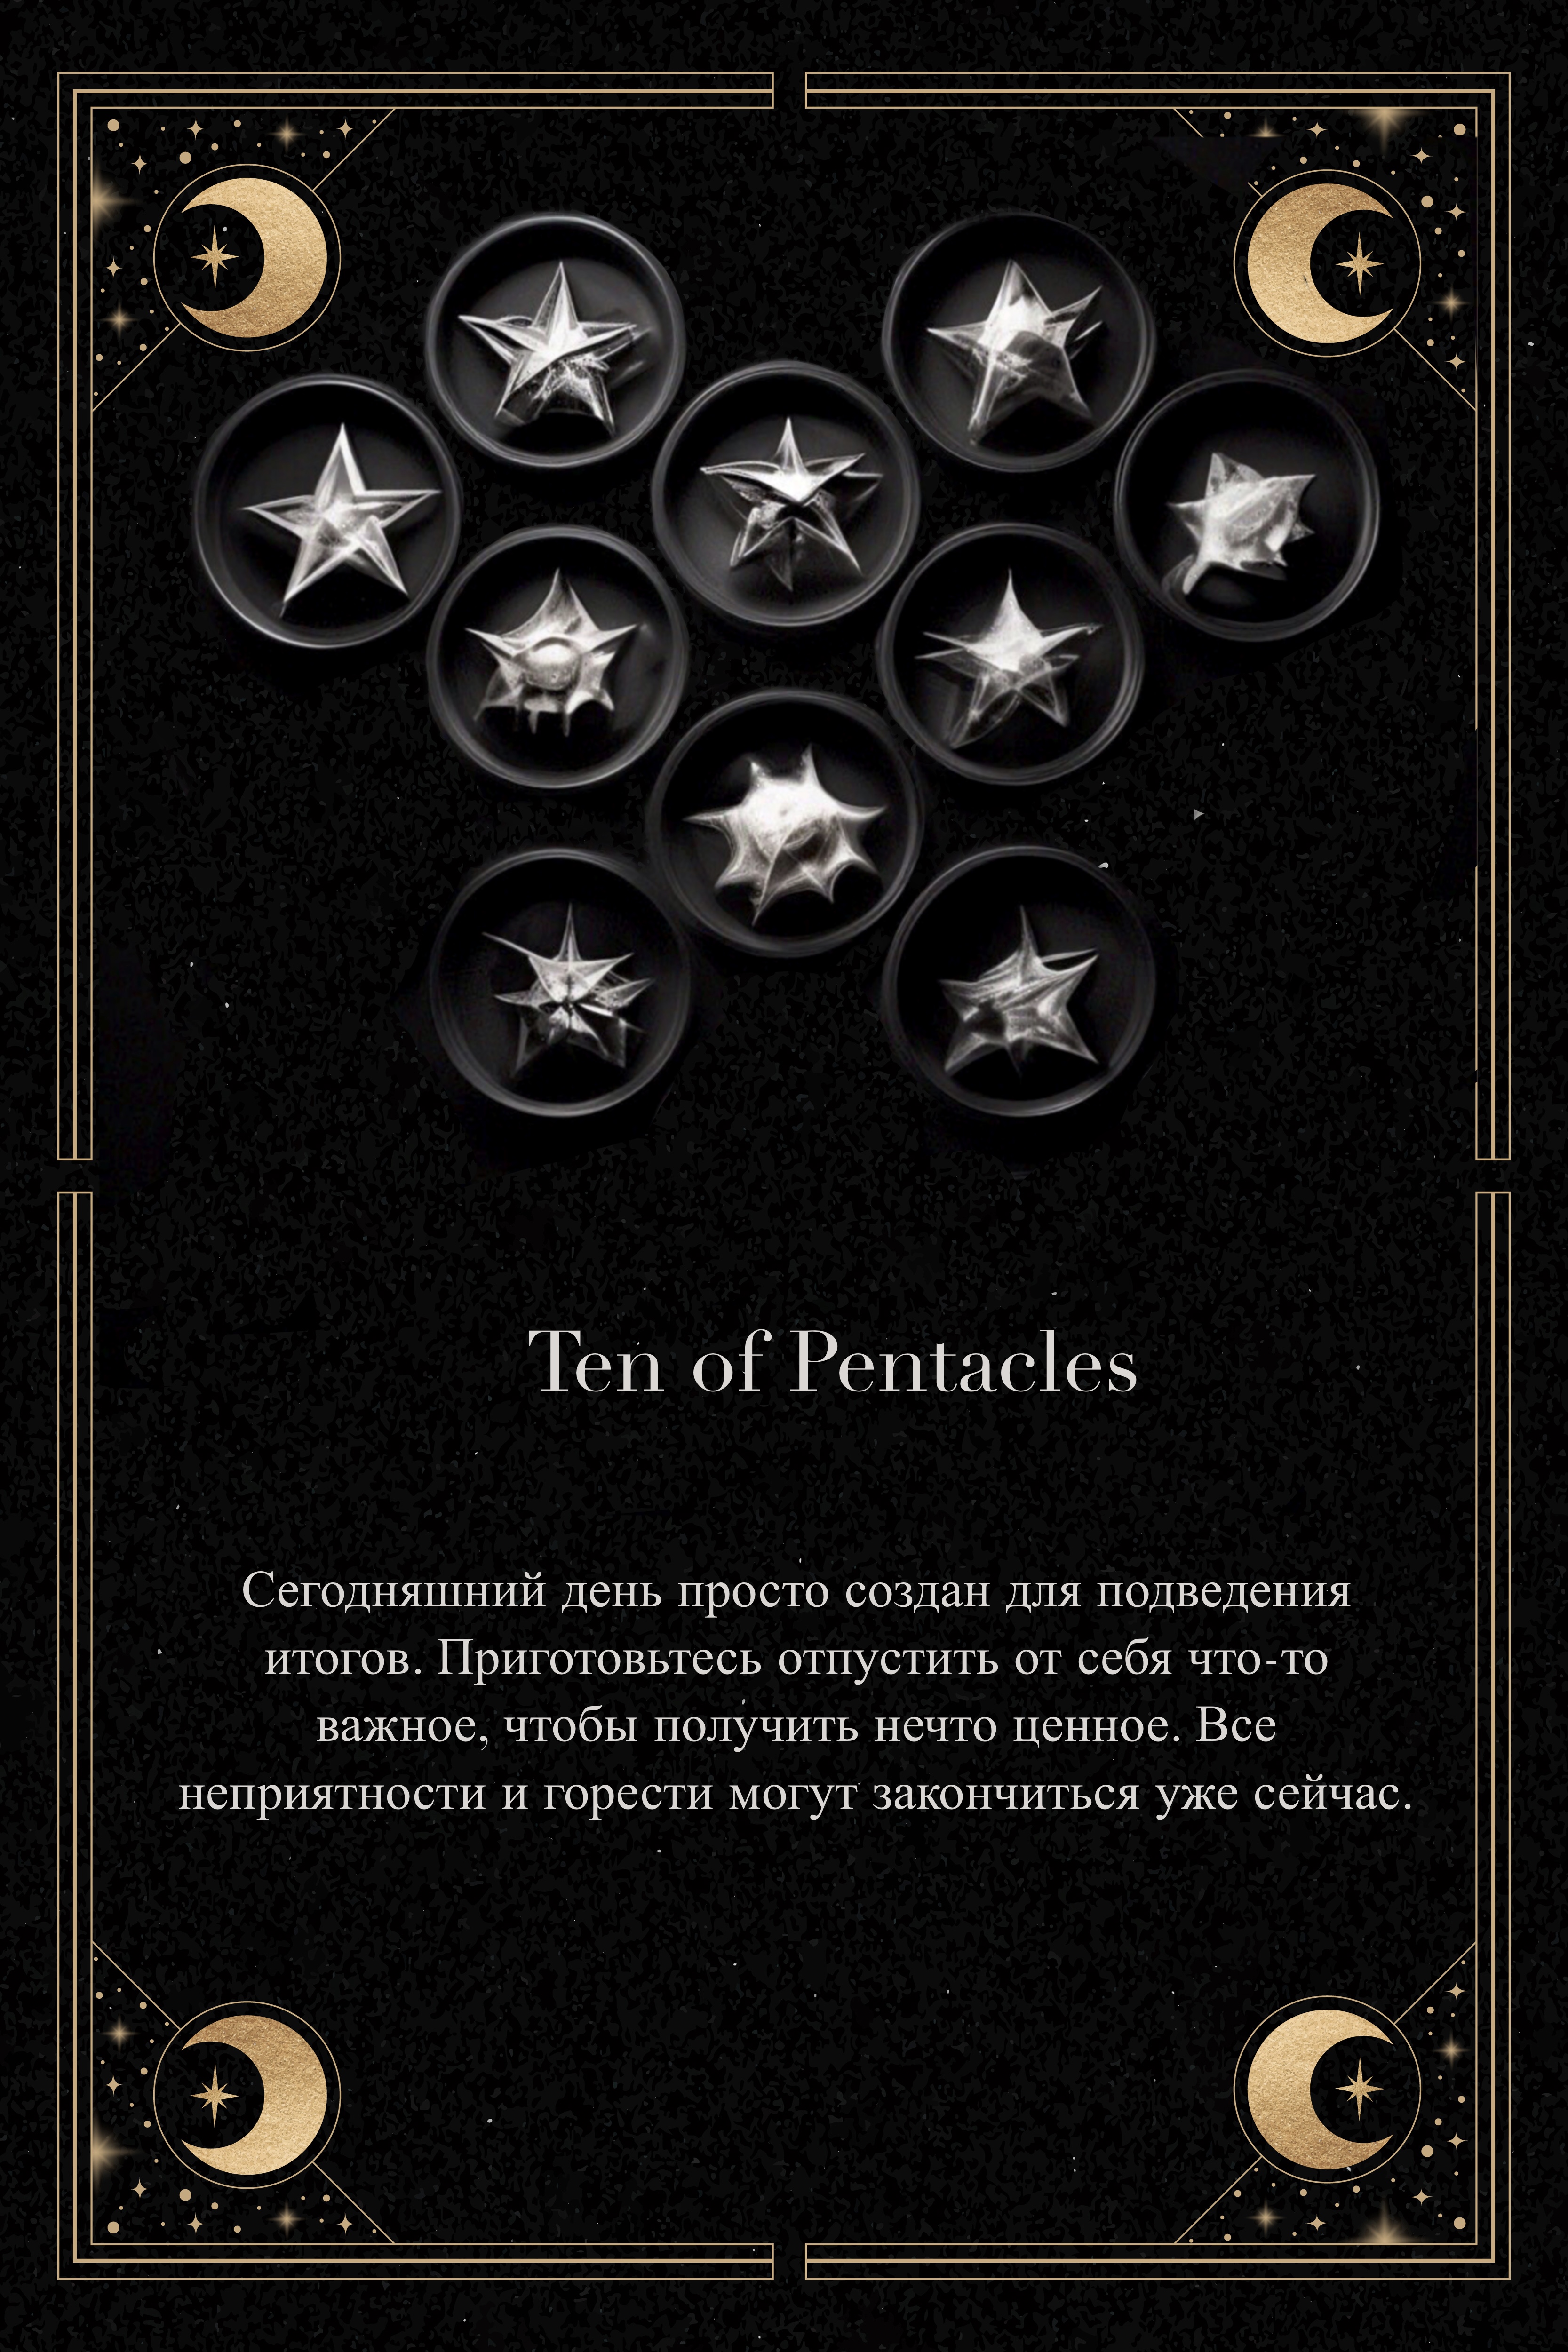 Ten of Pentacles
Сегодняшний день просто создан для подведения
итогов. Приготовьтесь отпустить от себя что-то
важное, чтобы получить нечто ценное. Все
неприятности и горести могут закончиться уже сейчас.